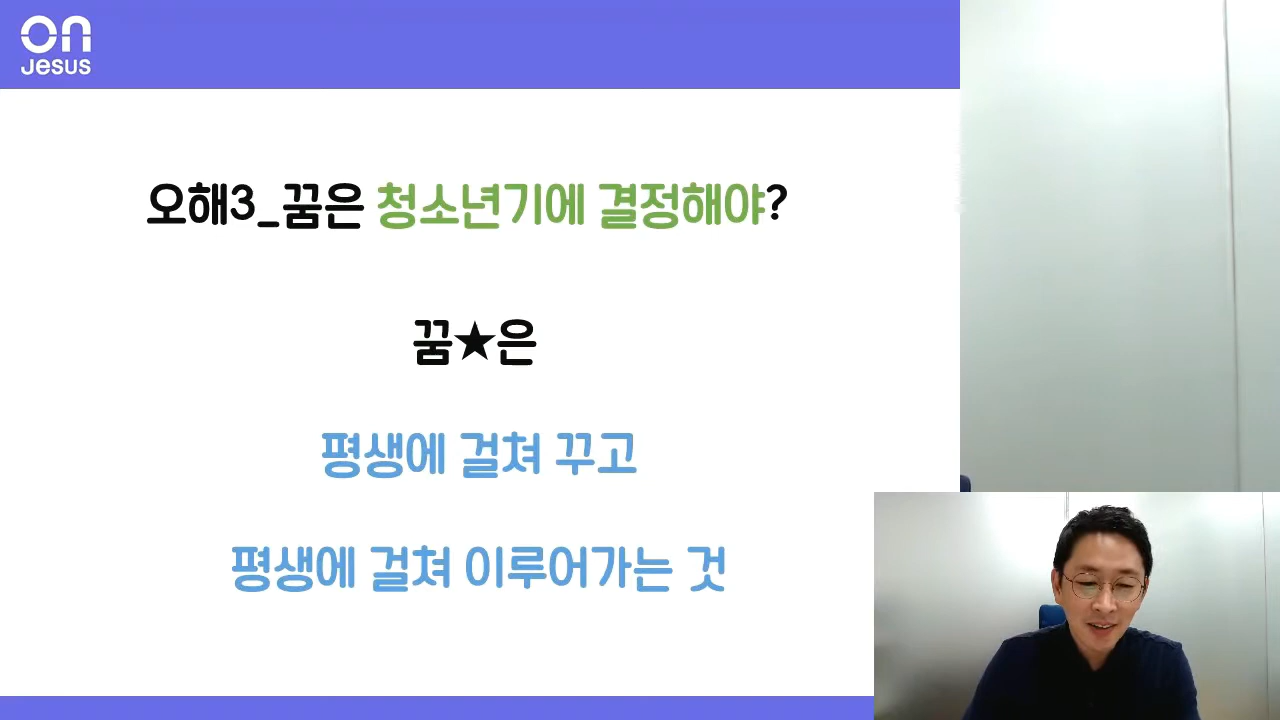 on
Jesus
오해3_꿈은 청소년기에 결정해야?
꿈★은
평생에 걸쳐 꾸고
평생에 걸쳐 이루어가는 것